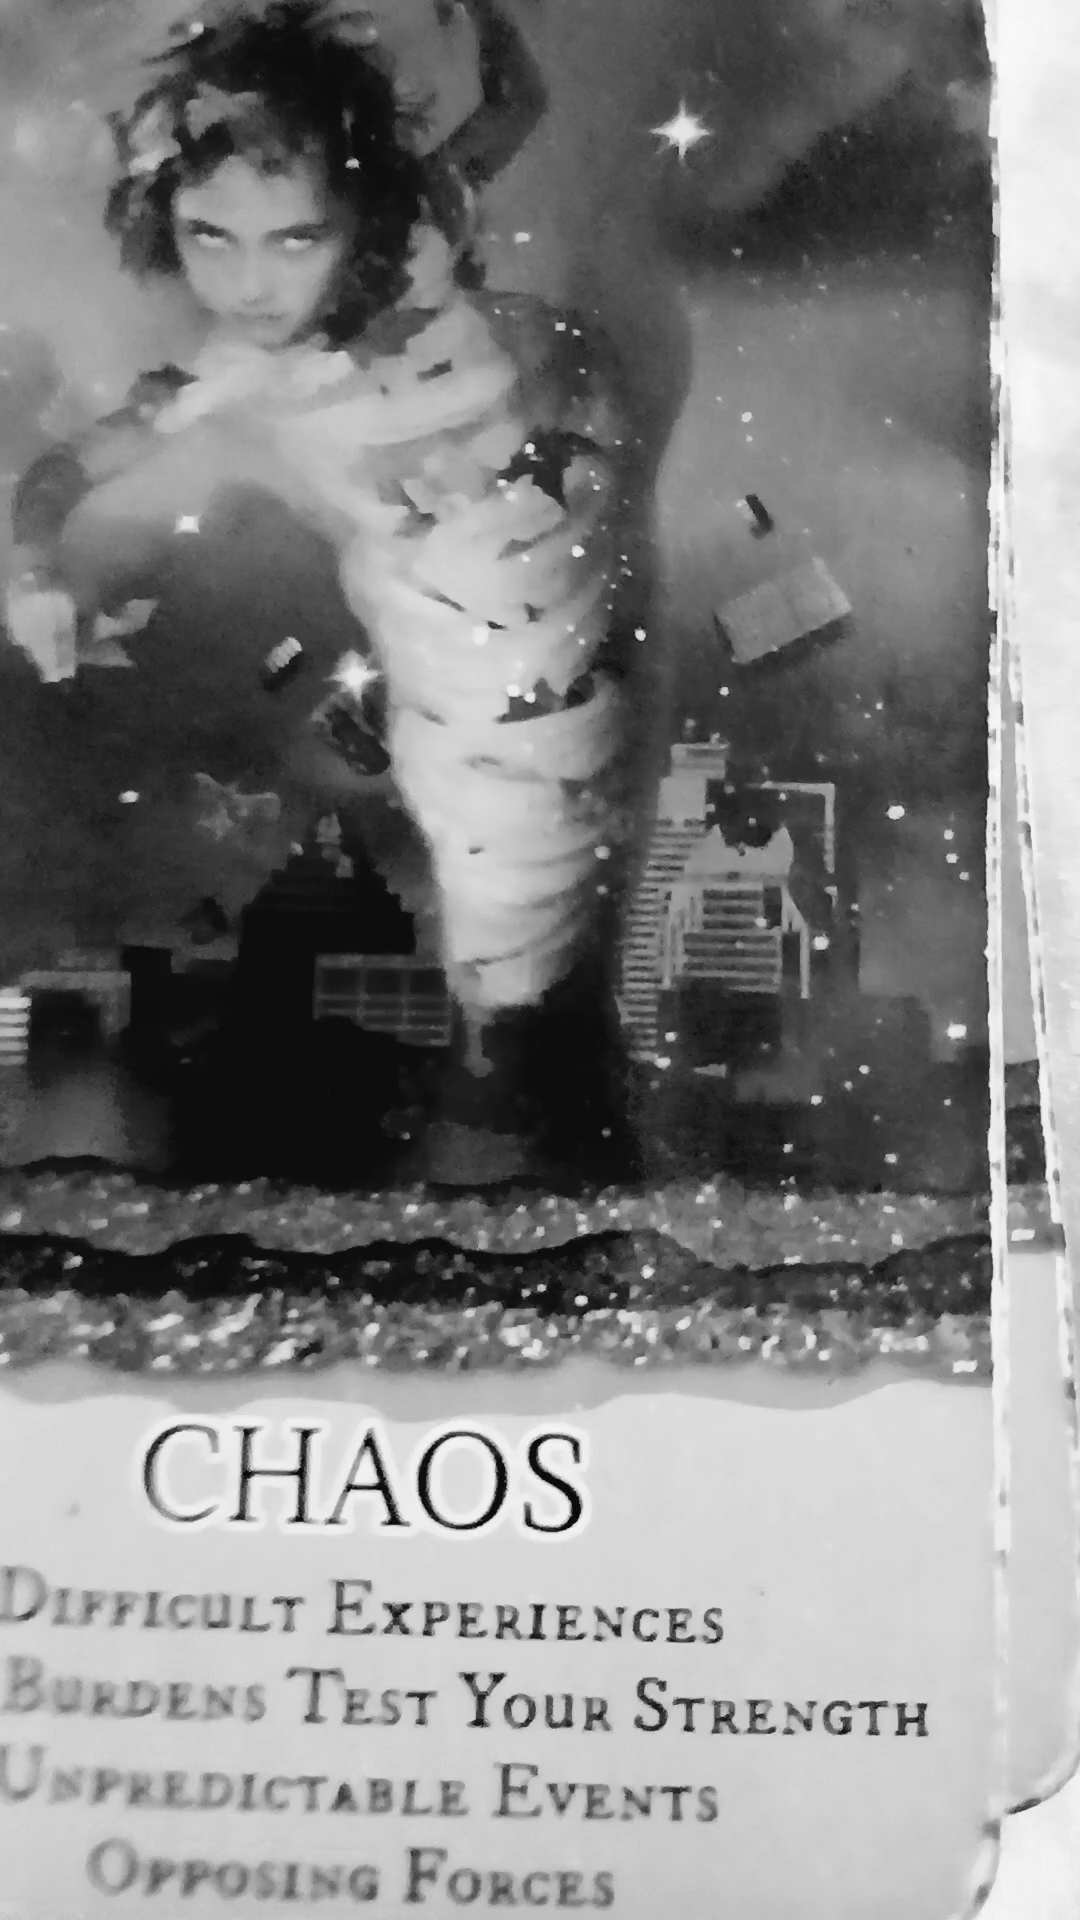 CHAOS
DIFFICULT EXPERIENCES
BURDENS TEST YOUR STRENGTH
UNPREDICTABLE EVENTS
OPPOSING FORCES